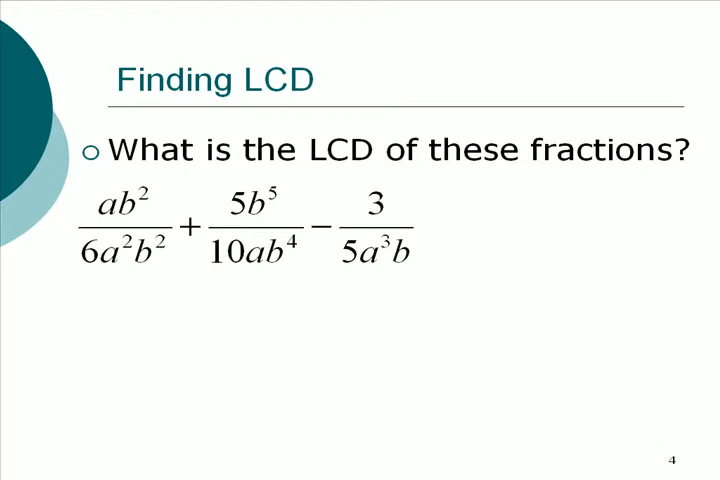 Finding LCD
What is the LCD of these fractions?
ab²/6a²b² + 5b⁵/10ab⁴ − 3/5a³b
4